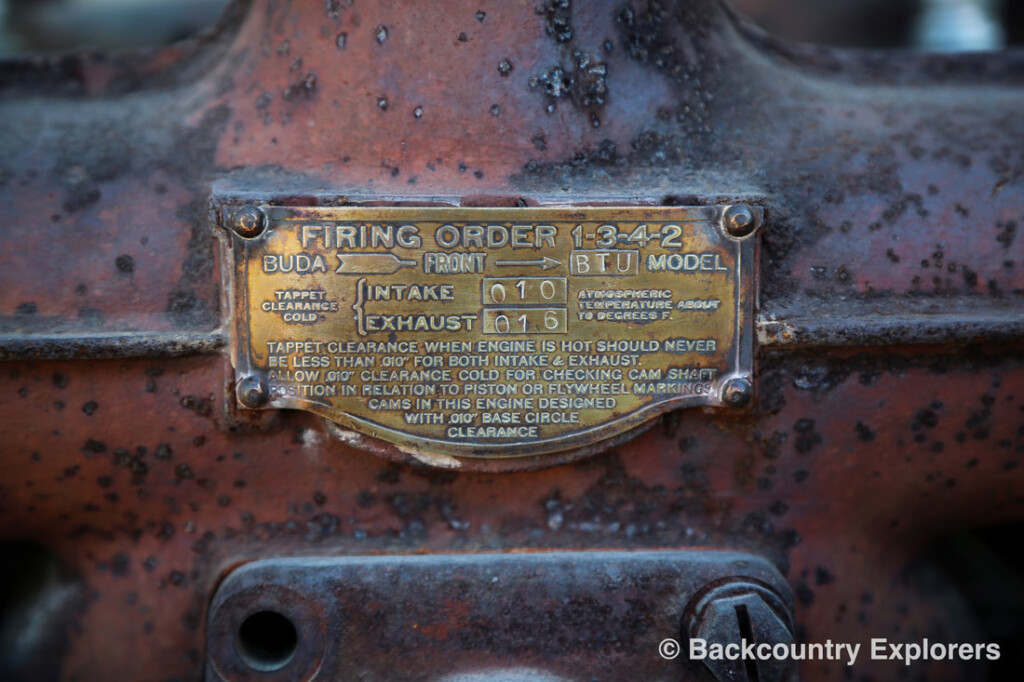 FIRING ORDER 1-3-4-2
BUDA FRONT BTU MODEL
TAPPET CLEARANCE COLD
INTAKE 010
EXHAUST 016
ATMOSPHERIC TEMPERATURE ABOUT 70 DEGREES F.
TAPPET CLEARANCE WHEN ENGINE IS HOT SHOULD NEVER
BE LESS THAN .010" FOR BOTH INTAKE & EXHAUST.
ALLOW .010" CLEARANCE COLD FOR CHECKING CAM SHAFT
POSITION IN RELATION TO PISTON OR FLYWHEEL MARKINGS
CAMS IN THIS ENGINE DESIGNED
WITH .010" BASE CIRCLE
CLEARANCE
© Backcountry Explorers